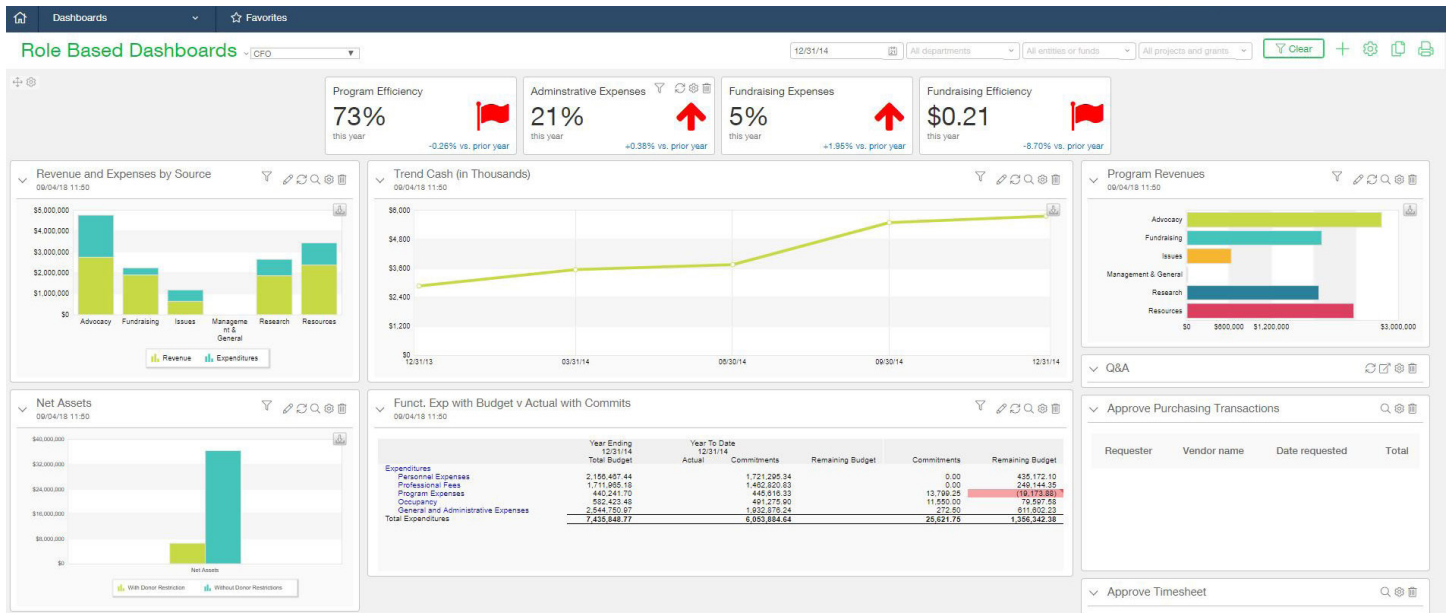 Dashboards
Favorites
Role Based Dashboards
CFO
12/31/14
All departments
All entities or funds
All projects and grants
Clear
Program Efficiency
73%
this year
-0.26% vs. prior year
Adminstrative Expenses
21%
this year
+0.38% vs. prior year
Fundraising Expenses
5%
this year
+1.95% vs. prior year
Fundraising Efficiency
$0.21
this year
-8.70% vs. prior year
Revenue and Expenses by Source
09/04/18 11:50
$5,000,000
$4,000,000
$3,000,000
$2,000,000
$1,000,000
$0
Advocacy Fundraising Issues Manageme Research Resources
nt &
General
Revenue Expenditures
Trend Cash (in Thousands)
09/04/18 11:50
$6,000
$4,800
$3,600
$2,400
$1,200
$0
12/31/13 03/31/14 06/30/14 09/30/14 12/31/14
Program Revenues
09/04/18 11:50
Advocacy
Fundraising
Issues
Management & General
Research
Resources
$0 $600,000 $1,200,000 $3,000,000
Q&A
Net Assets
09/04/18 11:50
$40,000,000
$32,000,000
$24,000,000
$16,000,000
$8,000,000
$0
Net Assets
With Donor Restriction Without Donor Restrictions
Funct. Exp with Budget v Actual with Commits
09/04/18 11:50
Year Ending Year To Date
12/31/14 12/31/14
Total Budget Actual Commitments Remaining Budget Commitments Remaining Budget
Expenditures
Personnel Expenses 2,156,467.44 1,721,295.34 0.00 435,172.10
Professional Fees 1,711,965.18 1,462,820.83 0.00 249,144.35
Program Expenses 440,241.70 445,616.33 13,799.25 (19,173.88)
Occupancy 582,423.48 491,275.90 11,550.00 79,597.58
General and Administrative Expenses 2,544,750.97 1,932,876.24 272.50 611,602.23
Total Expenditures 7,435,848.77 6,053,884.64 25,621.75 1,356,342.38
Approve Purchasing Transactions
Requester Vendor name Date requested Total
Approve Timesheet